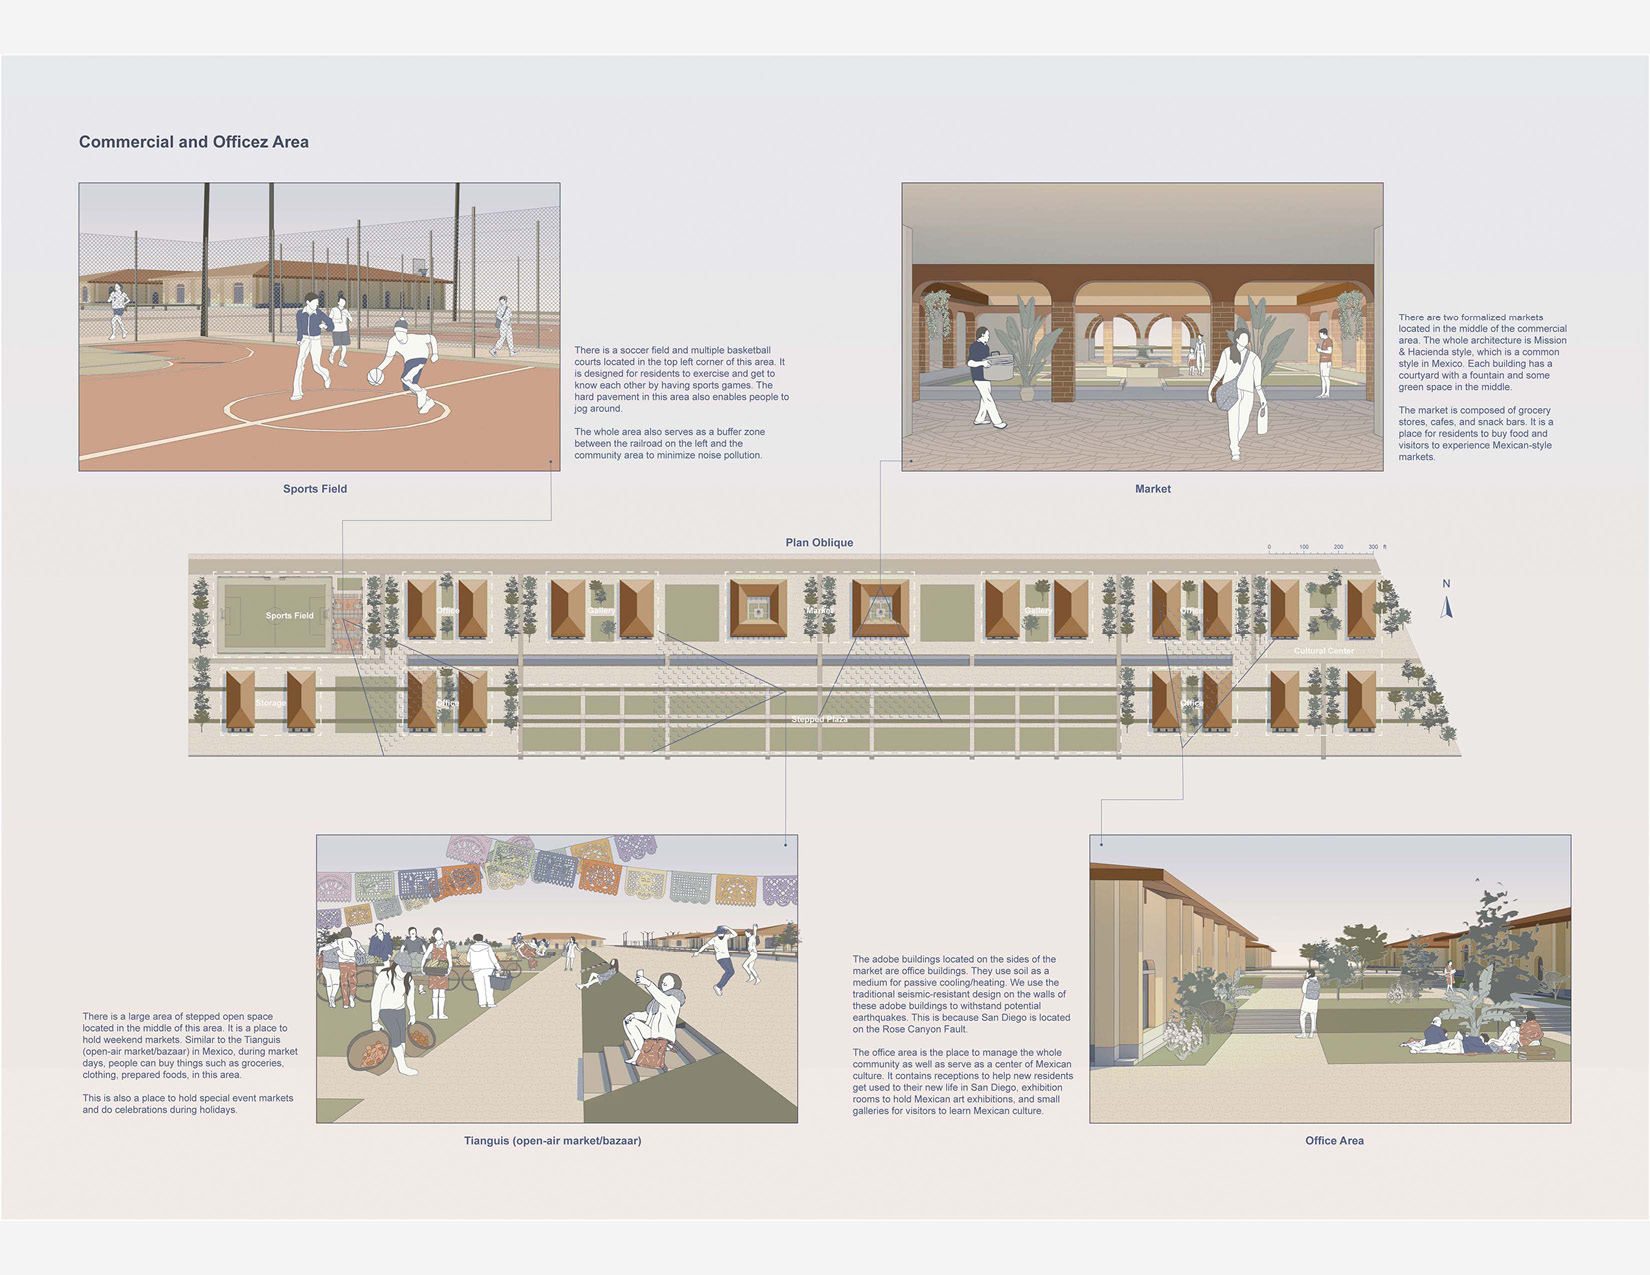 Commercial and Officez Area
There is a soccer field and multiple basketball
courts located in the top left corner of this area. It
is designed for residents to exercise and get to
know each other by having sports games. The
hard pavement in this area also enables people to
jog around.
The whole area also serves as a buffer zone
between the railroad on the left and the
community area to minimize noise pollution.
Sports Field
There are two formalized markets
located in the middle of the commercial
area. The whole architecture is Mission
& Hacienda style, which is a common
style in Mexico. Each building has a
courtyard with a fountain and some
green space in the middle.
The market is composed of grocery
stores, cafes, and snack bars. It is a
place for residents to buy food and
visitors to experience Mexican-style
markets.
Market
Plan Oblique
0 100 200 300 ft
N
Sports Field
Office
Gallery
Market
Gallery
Office
Cultural Center
Storage
Office
Stepped Plaza
Office
There is a large area of stepped open space
located in the middle of this area. It is a place to
hold weekend markets. Similar to the Tianguis
(open-air market/bazaar) in Mexico, during market
days, people can buy things such as groceries,
clothing, prepared foods, in this area.
This is also a place to hold special event markets
and do celebrations during holidays.
Tianguis (open-air market/bazaar)
The adobe buildings located on the sides of the
market are office buildings. They use soil as a
medium for passive cooling/heating. We use the
traditional seismic-resistant design on the walls of
these adobe buildings to withstand potential
earthquakes. This is because San Diego is located
on the Rose Canyon Fault.
The office area is the place to manage the whole
community as well as serve as a center of Mexican
culture. It contains receptions to help new residents
get used to their new life in San Diego, exhibition
rooms to hold Mexican art exhibitions, and small
galleries for visitors to learn Mexican culture.
Office Area